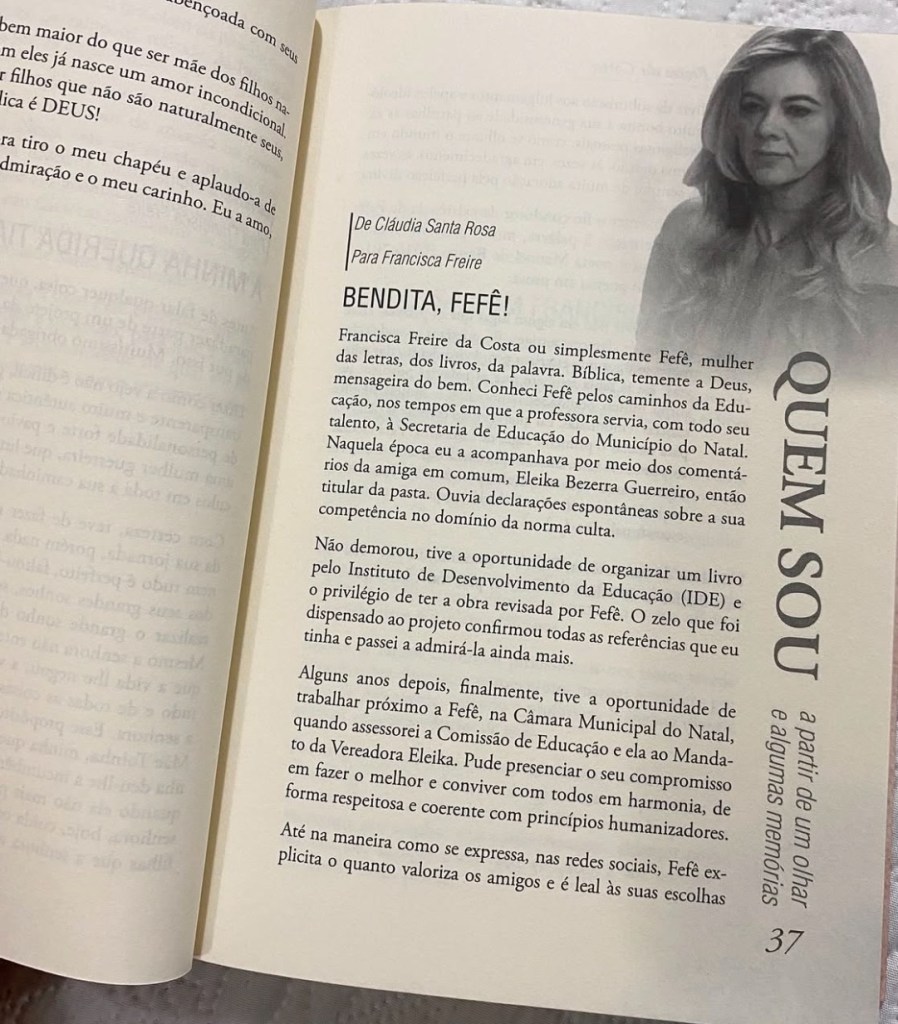 ençoada com seus
bem maior do que ser mãe dos filhos na-
m eles já nasce um amor incondicional.
r filhos que não são naturalmente seus,
lica é DEUS!
ra tiro o meu chapéu e aplaudo-a de
dmiração e o meu carinho. Eu a amo,
De Cláudia Santa Rosa
Para Francisca Freire
BENDITA, FEFÊ!
Francisca Freire da Costa ou simplesmente Fefê, mulher
das letras, dos livros, da palavra. Bíblica, temente a Deus,
mensageira do bem. Conheci Fefê pelos caminhos da Edu-
cação, nos tempos em que a professora servia, com todo seu
talento, à Secretaria de Educação do Município do Natal.
Naquela época eu a acompanhava por meio dos comentá-
rios da amiga em comum, Eleika Bezerra Guerreiro, então
titular da pasta. Ouvia declarações espontâneas sobre a sua
competência no domínio da norma culta.
Não demorou, tive a oportunidade de organizar um livro
pelo Instituto de Desenvolvimento da Educação (IDE) e
o privilégio de ter a obra revisada por Fefê. O zelo que foi
dispensado ao projeto confirmou todas as referências que eu
tinha e passei a admirá-la ainda mais.
Alguns anos depois, finalmente, tive a oportunidade de
trabalhar próximo a Fefê, na Câmara Municipal do Natal,
quando assessorei a Comissão de Educação e ela ao Manda-
to da Vereadora Eleika. Pude presenciar o seu compromisso
em fazer o melhor e conviver com todos em harmonia, de
forma respeitosa e coerente com princípios humanizadores.
Até na maneira como se expressa, nas redes sociais, Fefê ex-
plicita o quanto valoriza os amigos e é leal às suas escolhas
QUEM SOU
a partir de um olhar
e algumas memórias
37